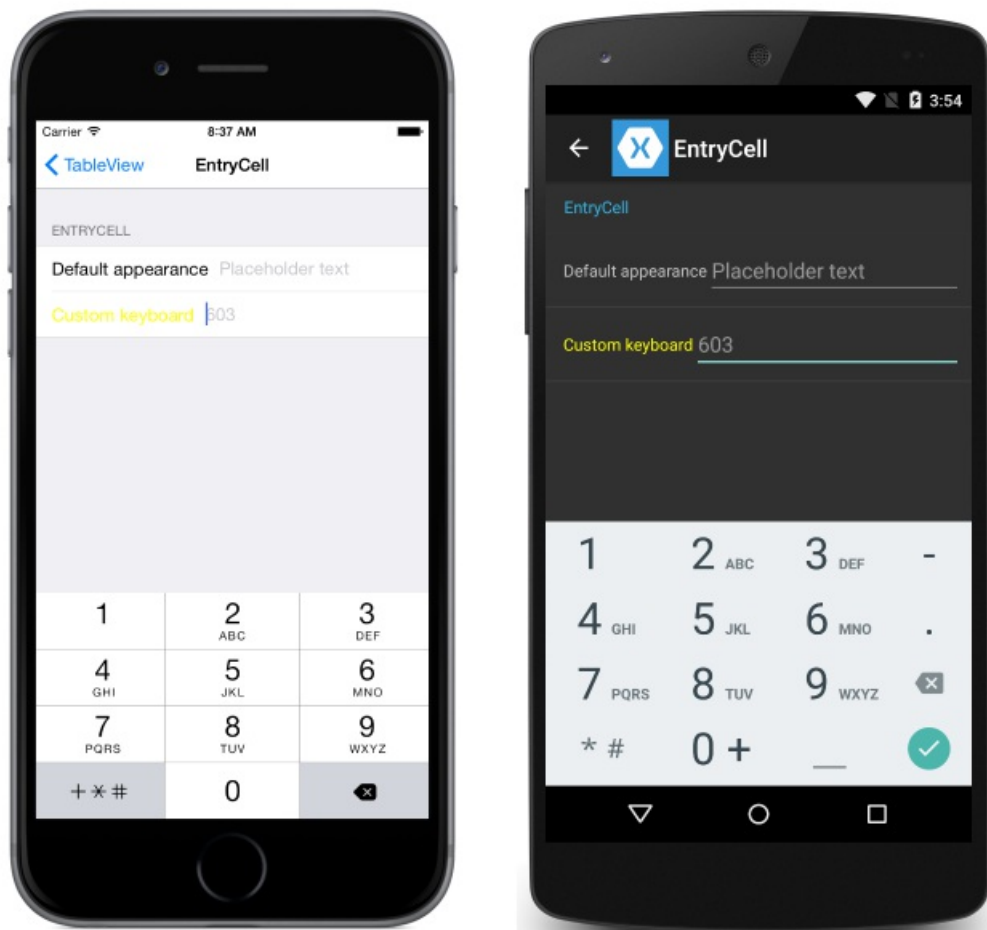 Carrier 8:37 AM
TableView EntryCell
ENTRYCELL
Default appearance Placeholder text
Custom keyboard 603
1 2 3
ABC DEF
4 5 6
GHI JKL MNO
7 8 9
PQRS TUV WXYZ
+*# 0
3:54
EntryCell
EntryCell
Default appearance Placeholder text
Custom keyboard 603
1 2 ABC 3 DEF -
4 GHI 5 JKL 6 MNO .
7 PQRS 8 TUV 9 WXYZ
* # 0 + _